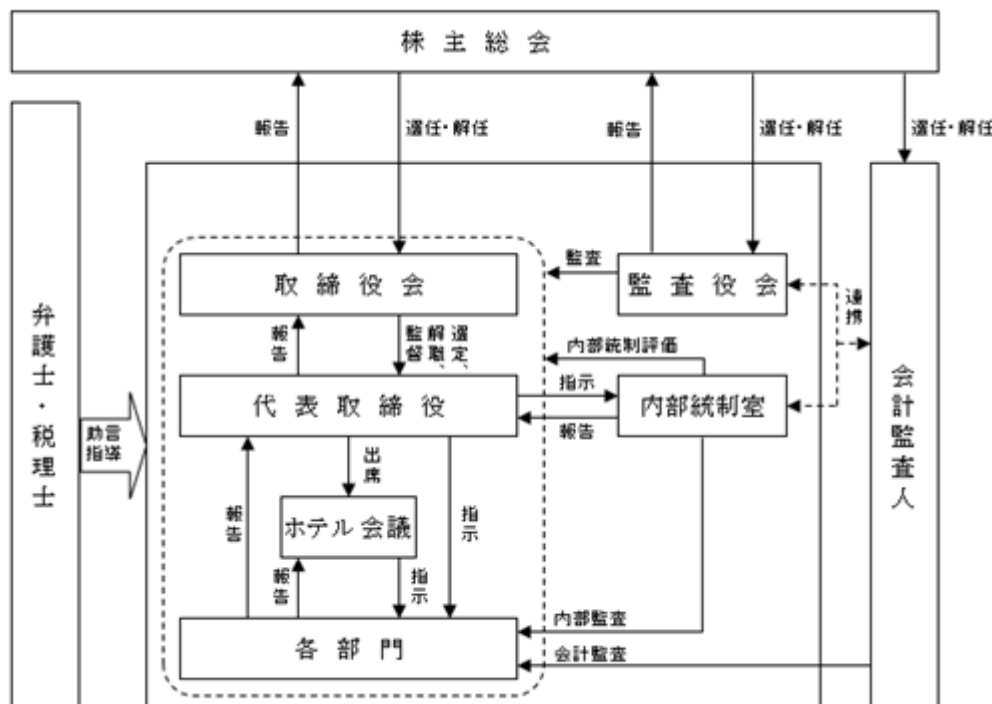 株主総会
報告
選任・解任
報告
選任・解任
選任・解任
弁護士・税理士
助言
指導
取締役会
監査
監査役会
連携
報告
選定、
解職、
監督
内部統制評価
代表取締役
指示
報告
内部統制室
会計監査人
出席
報告
ホテル会議
指示
報告
指示
内部監査
各部門
会計監査